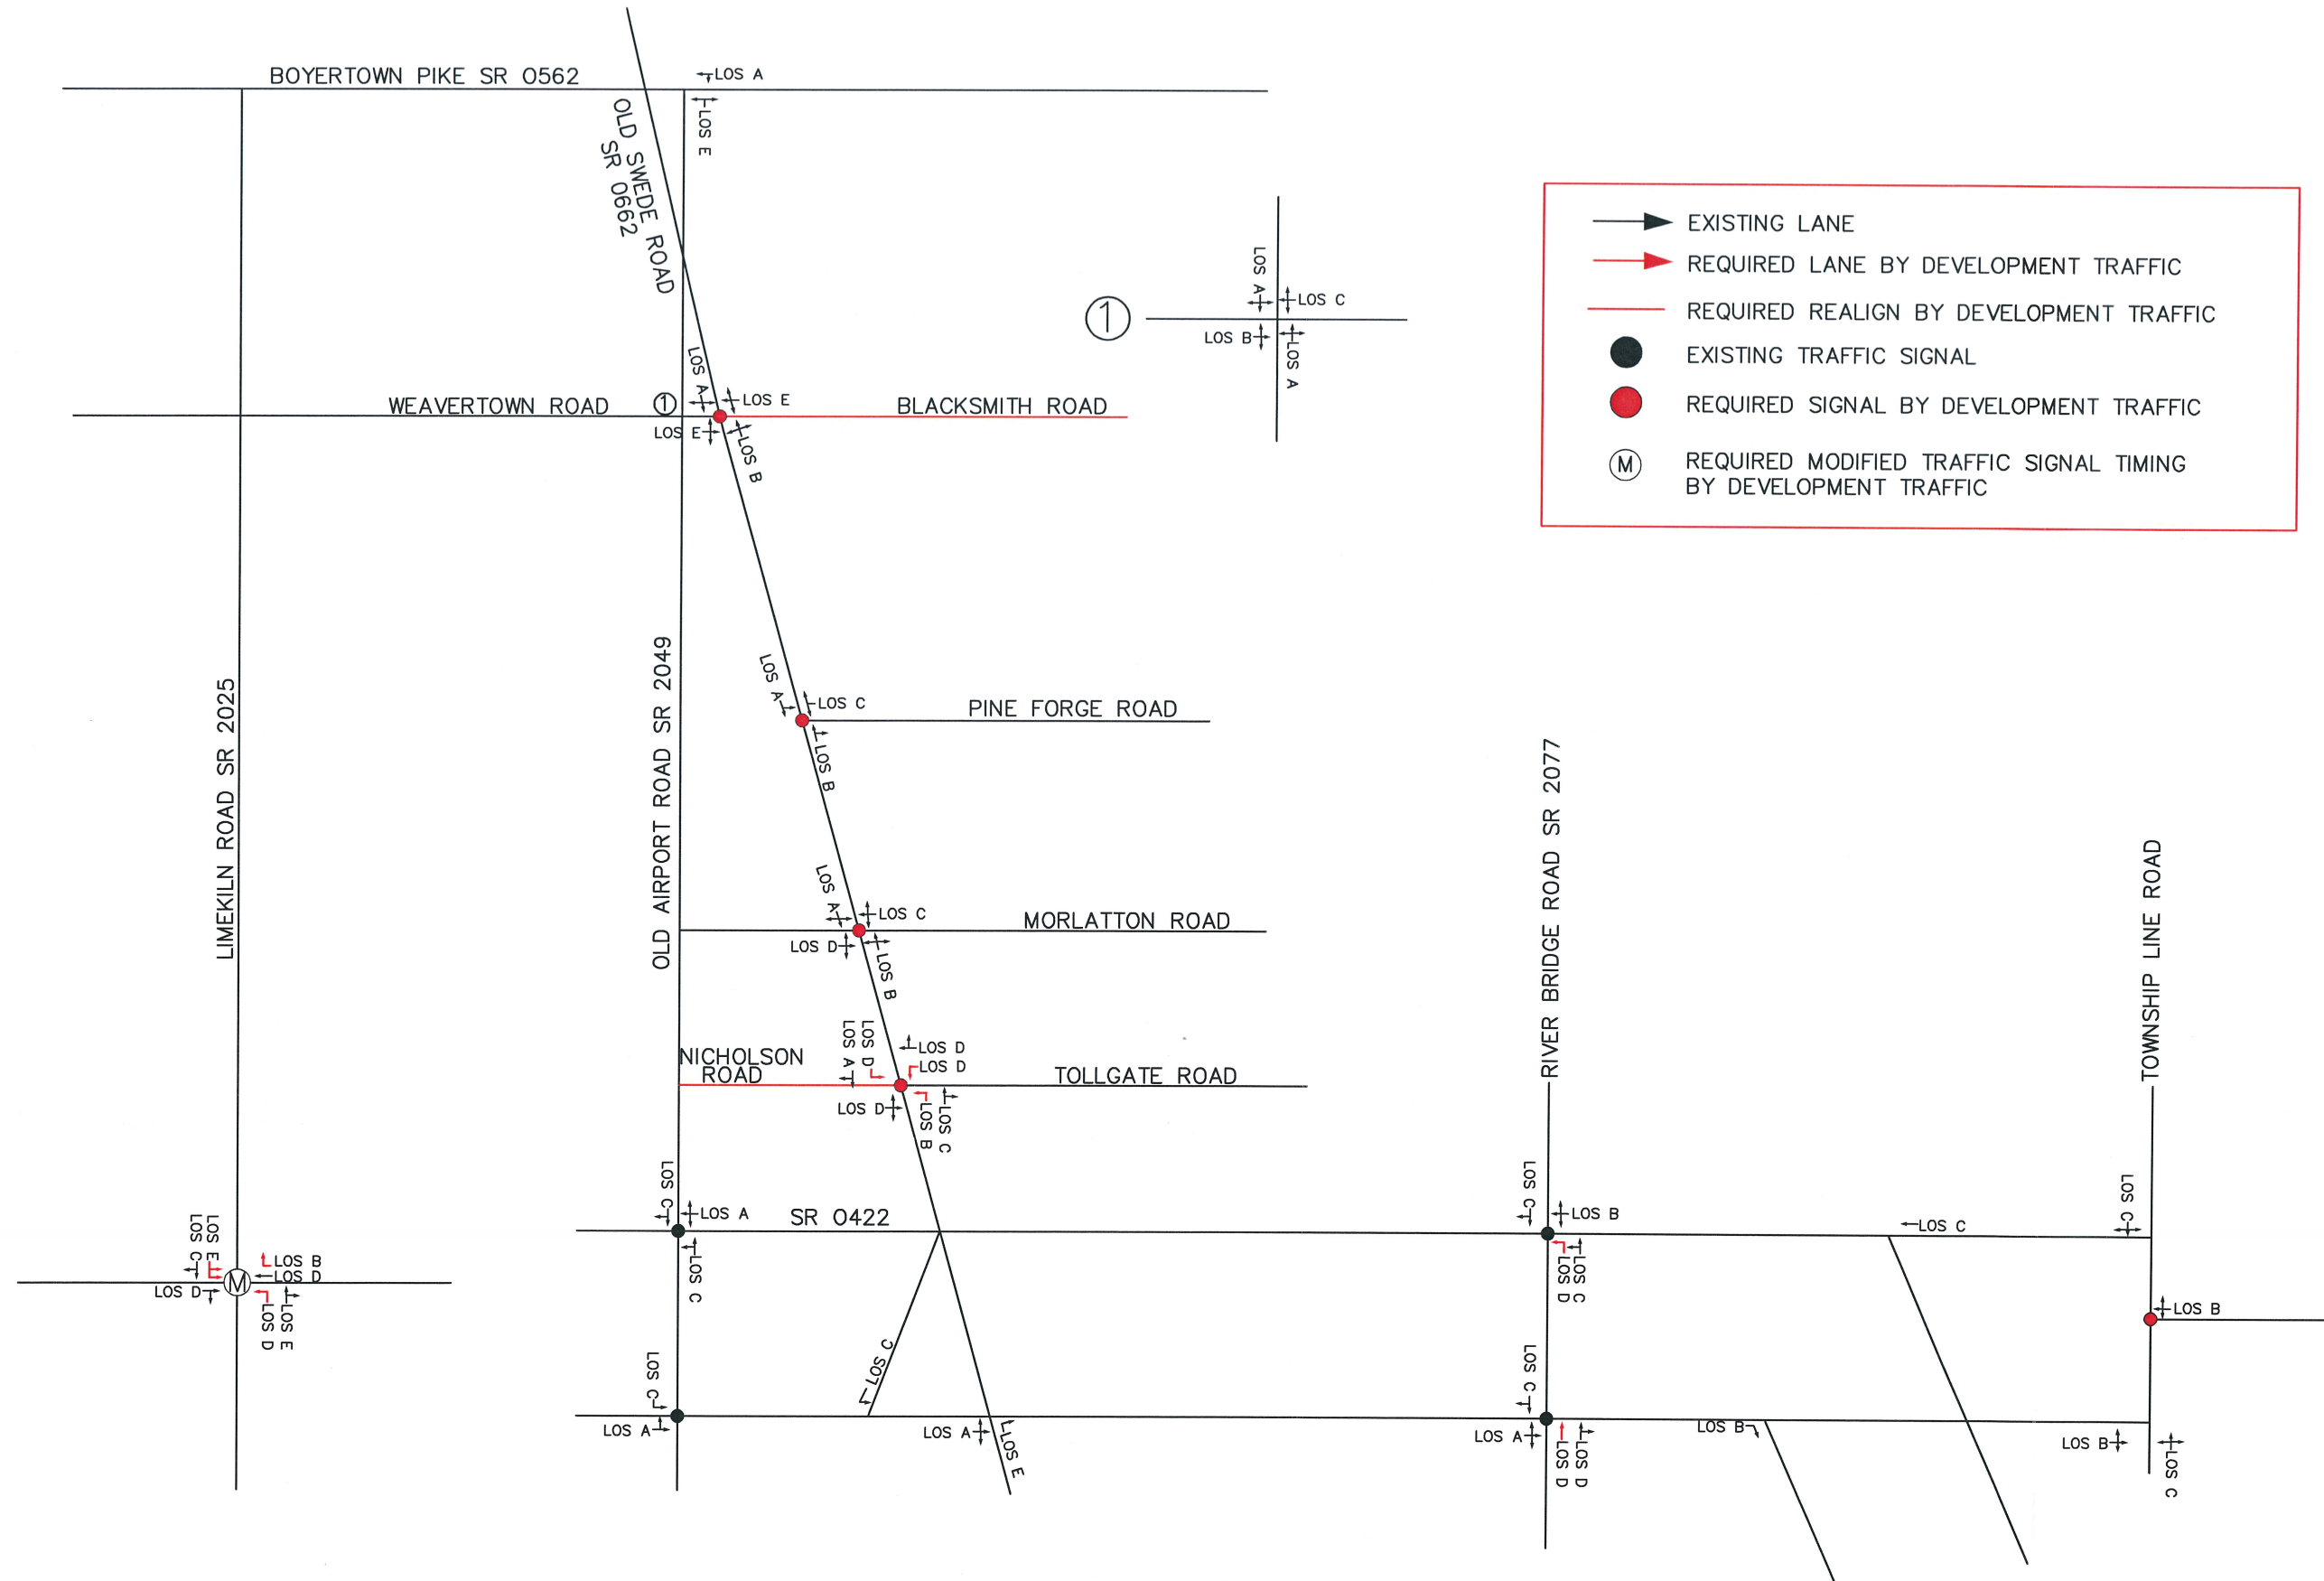 BOYERTOWN PIKE SR 0562
LOS A
LOS E
OLD SWEDE ROAD
SR 0662
EXISTING LANE
REQUIRED LANE BY DEVELOPMENT TRAFFIC
REQUIRED REALIGN BY DEVELOPMENT TRAFFIC
EXISTING TRAFFIC SIGNAL
REQUIRED SIGNAL BY DEVELOPMENT TRAFFIC
M
REQUIRED MODIFIED TRAFFIC SIGNAL TIMING
BY DEVELOPMENT TRAFFIC
1
LOS A
LOS C
LOS B
LOS A
WEAVERTOWN ROAD
1
LOS A
LOS E
BLACKSMITH ROAD
LOS E
LOS B
LIMEKILN ROAD SR 2025
OLD AIRPORT ROAD SR 2049
LOS A
LOS C
PINE FORGE ROAD
LOS B
LOS A
LOS C
MORLATTON ROAD
LOS D
LOS B
NICHOLSON
ROAD
LOS A
LOS D
LOS D
LOS D
TOLLGATE ROAD
LOS D
LOS B
LOS C
RIVER BRIDGE ROAD SR 2077
TOWNSHIP LINE ROAD
LOS C
LOS A
SR 0422
LOS C
LOS C
LOS B
LOS D
LOS C
LOS C
LOS C
LOS C
LOS E
LOS B
LOS D
M
LOS D
LOS D
LOS E
LOS B
LOS C
LOS A
LOS C
LOS A
LOS E
LOS C
LOS A
LOS D
LOS D
LOS B
LOS B
LOS C